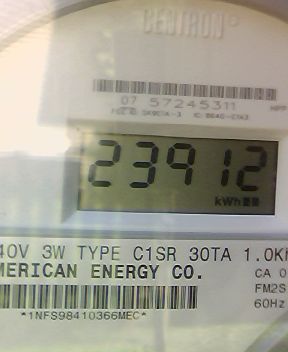 CENTRON®
07 57245311
23912
kWh
40V 3W TYPE C1SR 30TA 1.0K
MERICAN ENERGY CO.
CA 0
FM2S
60Hz
*1NFS98410366MEC*